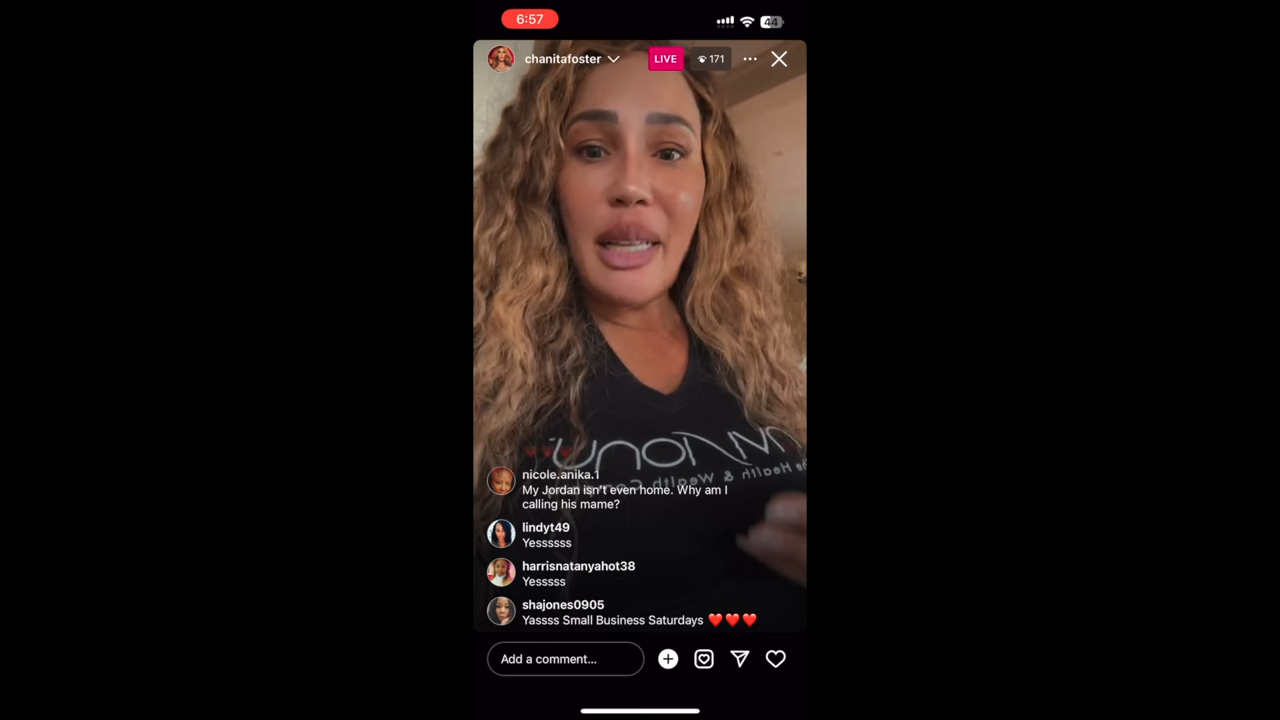 6:57
44
chanitafoster
LIVE
171
nicole.anika.1
My Jordan isn't even home. Why am I
calling his mame?
lindyt49
Yessssss
harrisnatanyahot38
Yesssss
shajones0905
Yassss Small Business Saturdays ❤️❤️❤️
Add a comment...